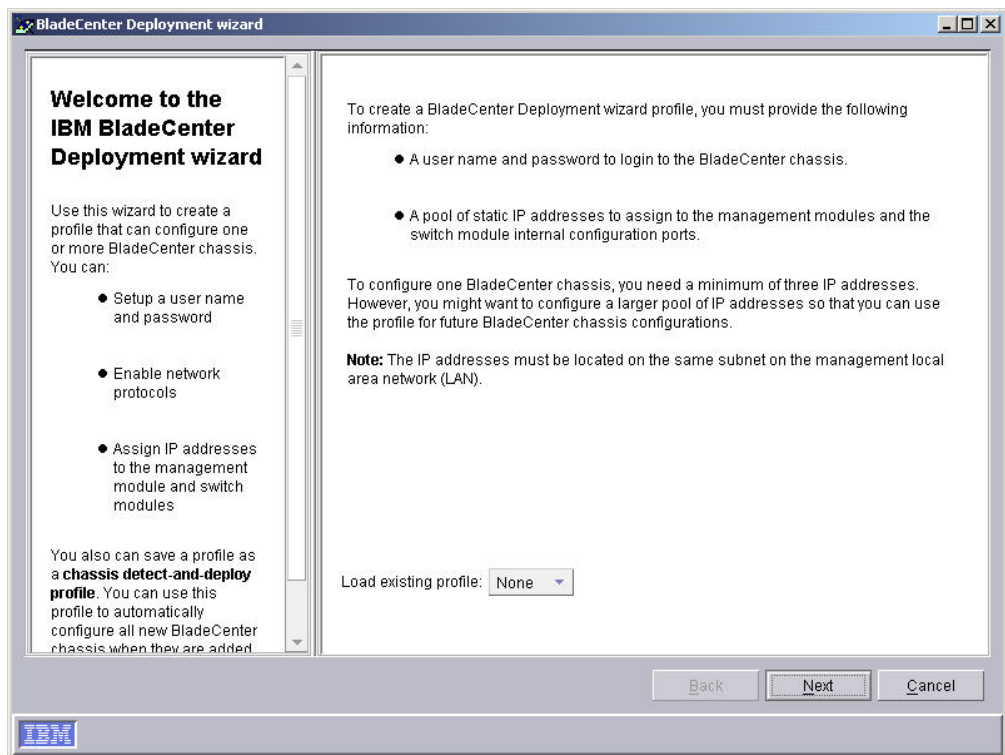 BladeCenter Deployment wizard
Welcome to the
IBM BladeCenter
Deployment wizard
Use this wizard to create a
profile that can configure one
or more BladeCenter chassis.
You can:
● Setup a user name
and password
● Enable network
protocols
● Assign IP addresses
to the management
module and switch
modules
You also can save a profile as
a chassis detect-and-deploy
profile. You can use this
profile to automatically
configure all new BladeCenter
chassis when they are added
To create a BladeCenter Deployment wizard profile, you must provide the following
information:
● A user name and password to login to the BladeCenter chassis.
● A pool of static IP addresses to assign to the management modules and the
switch module internal configuration ports.
To configure one BladeCenter chassis, you need a minimum of three IP addresses.
However, you might want to configure a larger pool of IP addresses so that you can use
the profile for future BladeCenter chassis configurations.
Note: The IP addresses must be located on the same subnet on the management local
area network (LAN).
Load existing profile: None
Back Next Cancel
IBM